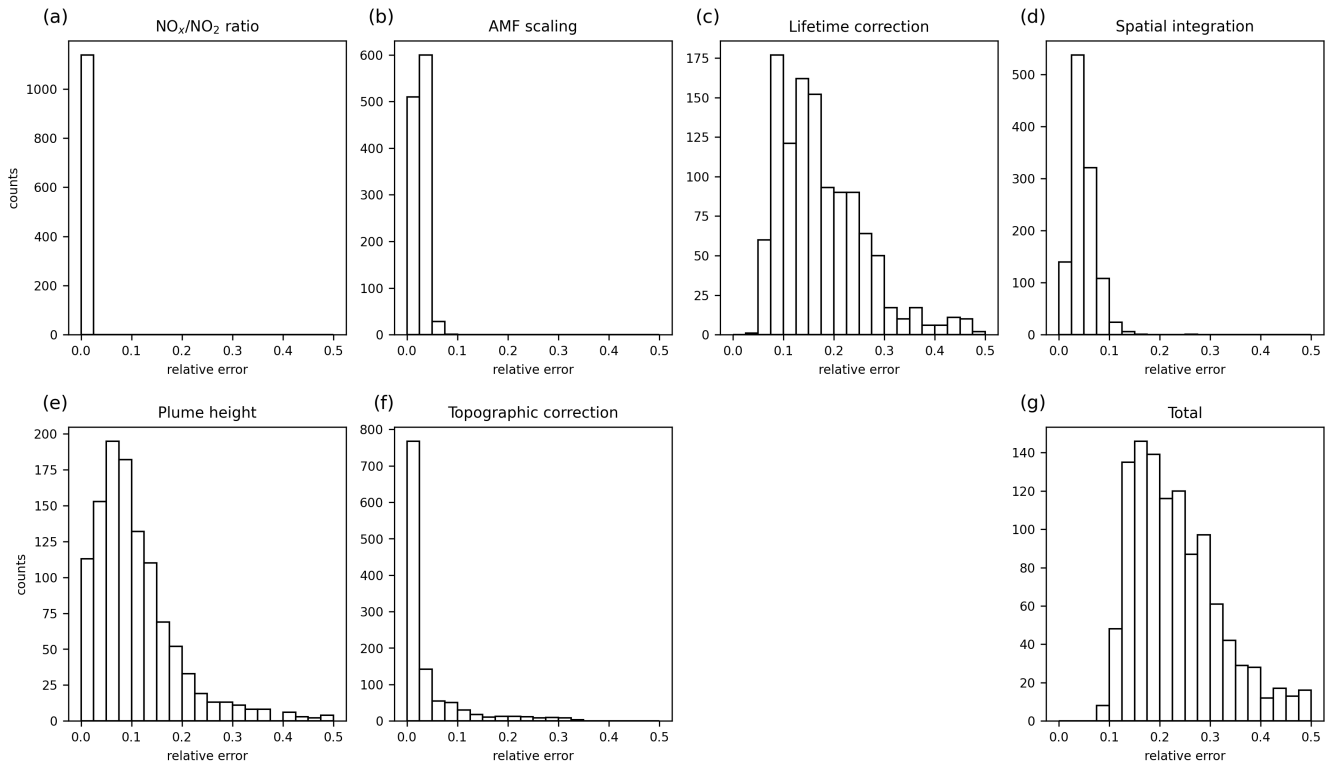 (a)
NOₓ/NO₂ ratio
counts
1000
800
600
400
200
0
0.0 0.1 0.2 0.3 0.4 0.5
relative error
(b)
AMF scaling
600
500
400
300
200
100
0
0.0 0.1 0.2 0.3 0.4 0.5
relative error
(c)
Lifetime correction
175
150
125
100
75
50
25
0
0.0 0.1 0.2 0.3 0.4 0.5
relative error
(d)
Spatial integration
500
400
300
200
100
0
0.0 0.1 0.2 0.3 0.4 0.5
relative error
(e)
Plume height
counts
200
175
150
125
100
75
50
25
0
0.0 0.1 0.2 0.3 0.4 0.5
relative error
(f)
Topographic correction
800
700
600
500
400
300
200
100
0
0.0 0.1 0.2 0.3 0.4 0.5
relative error
(g)
Total
140
120
100
80
60
40
20
0
0.0 0.1 0.2 0.3 0.4 0.5
relative error